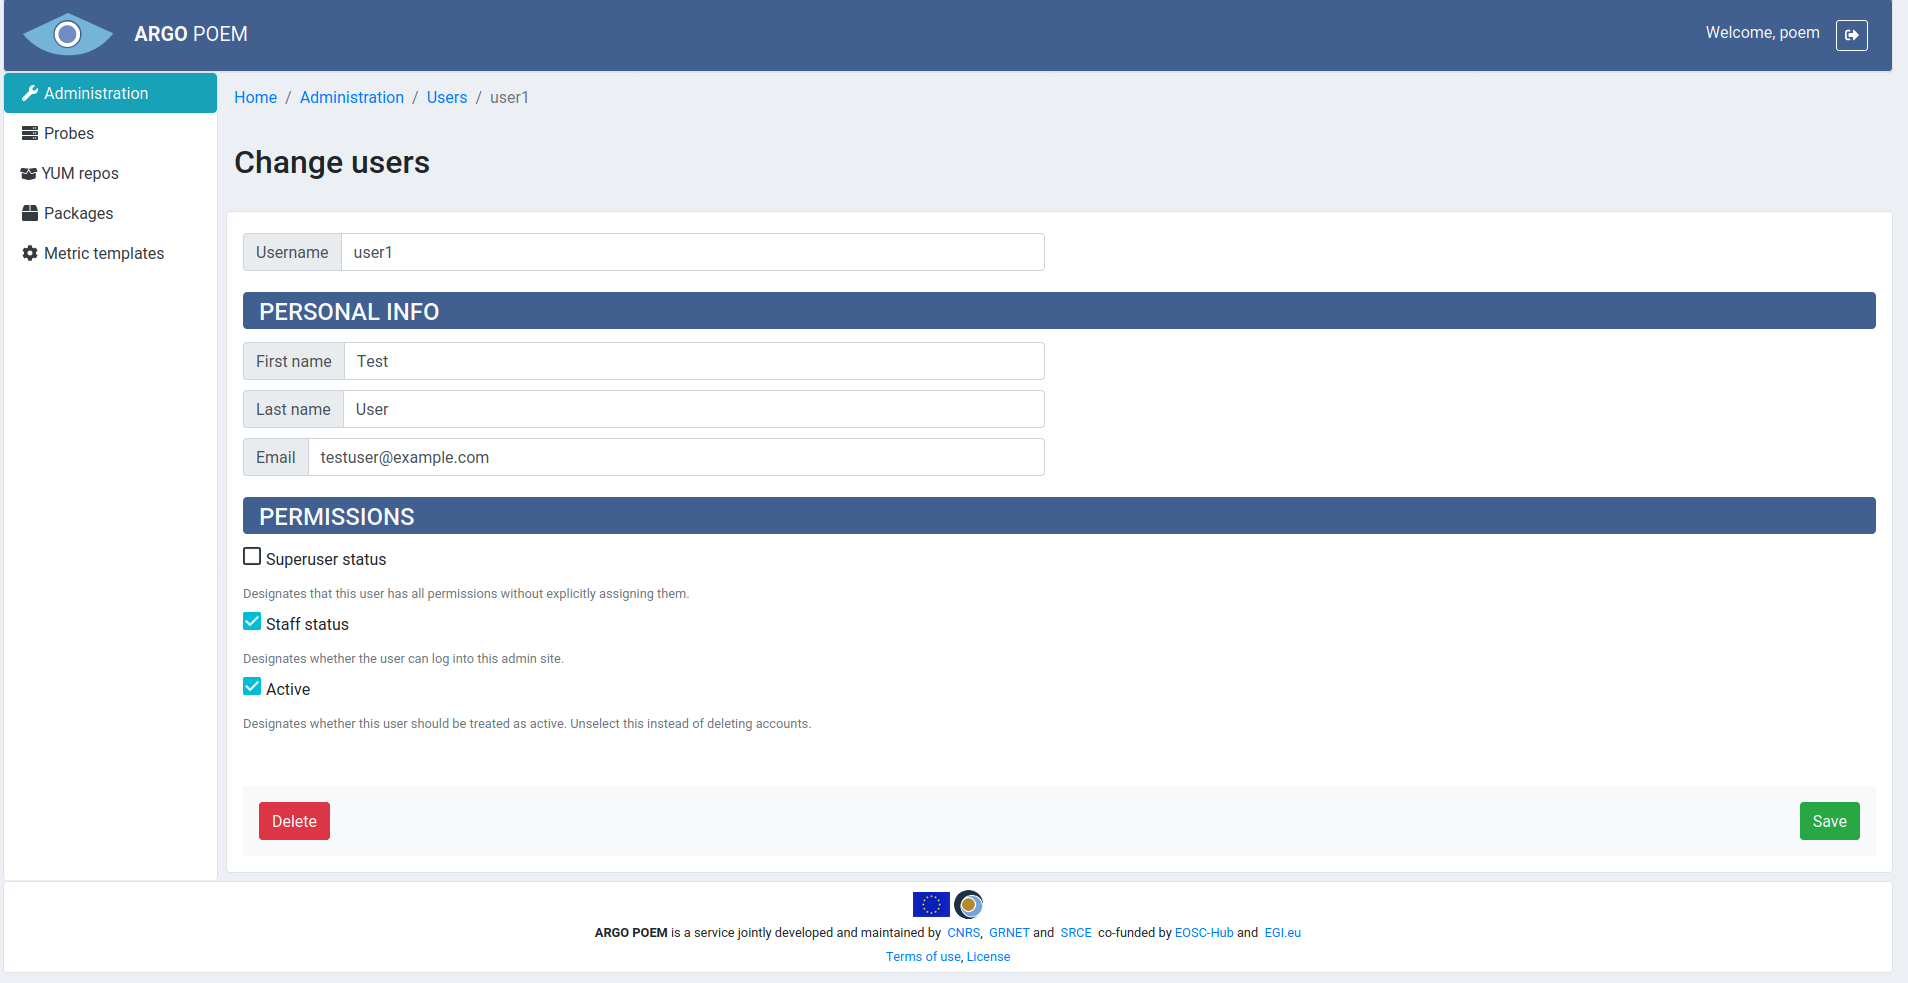 ARGO POEM
Welcome, poem
Administration
Probes
YUM repos
Packages
Metric templates
Home / Administration / Users / user1
Change users
Username user1
PERSONAL INFO
First name Test
Last name User
Email testuser@example.com
PERMISSIONS
Superuser status
Designates that this user has all permissions without explicitly assigning them.
Staff status
Designates whether the user can log into this admin site.
Active
Designates whether this user should be treated as active. Unselect this instead of deleting accounts.
Delete
Save
ARGO POEM is a service jointly developed and maintained by CNRS, GRNET and SRCE co-funded by EOSC-Hub and EGI.eu
Terms of use, License